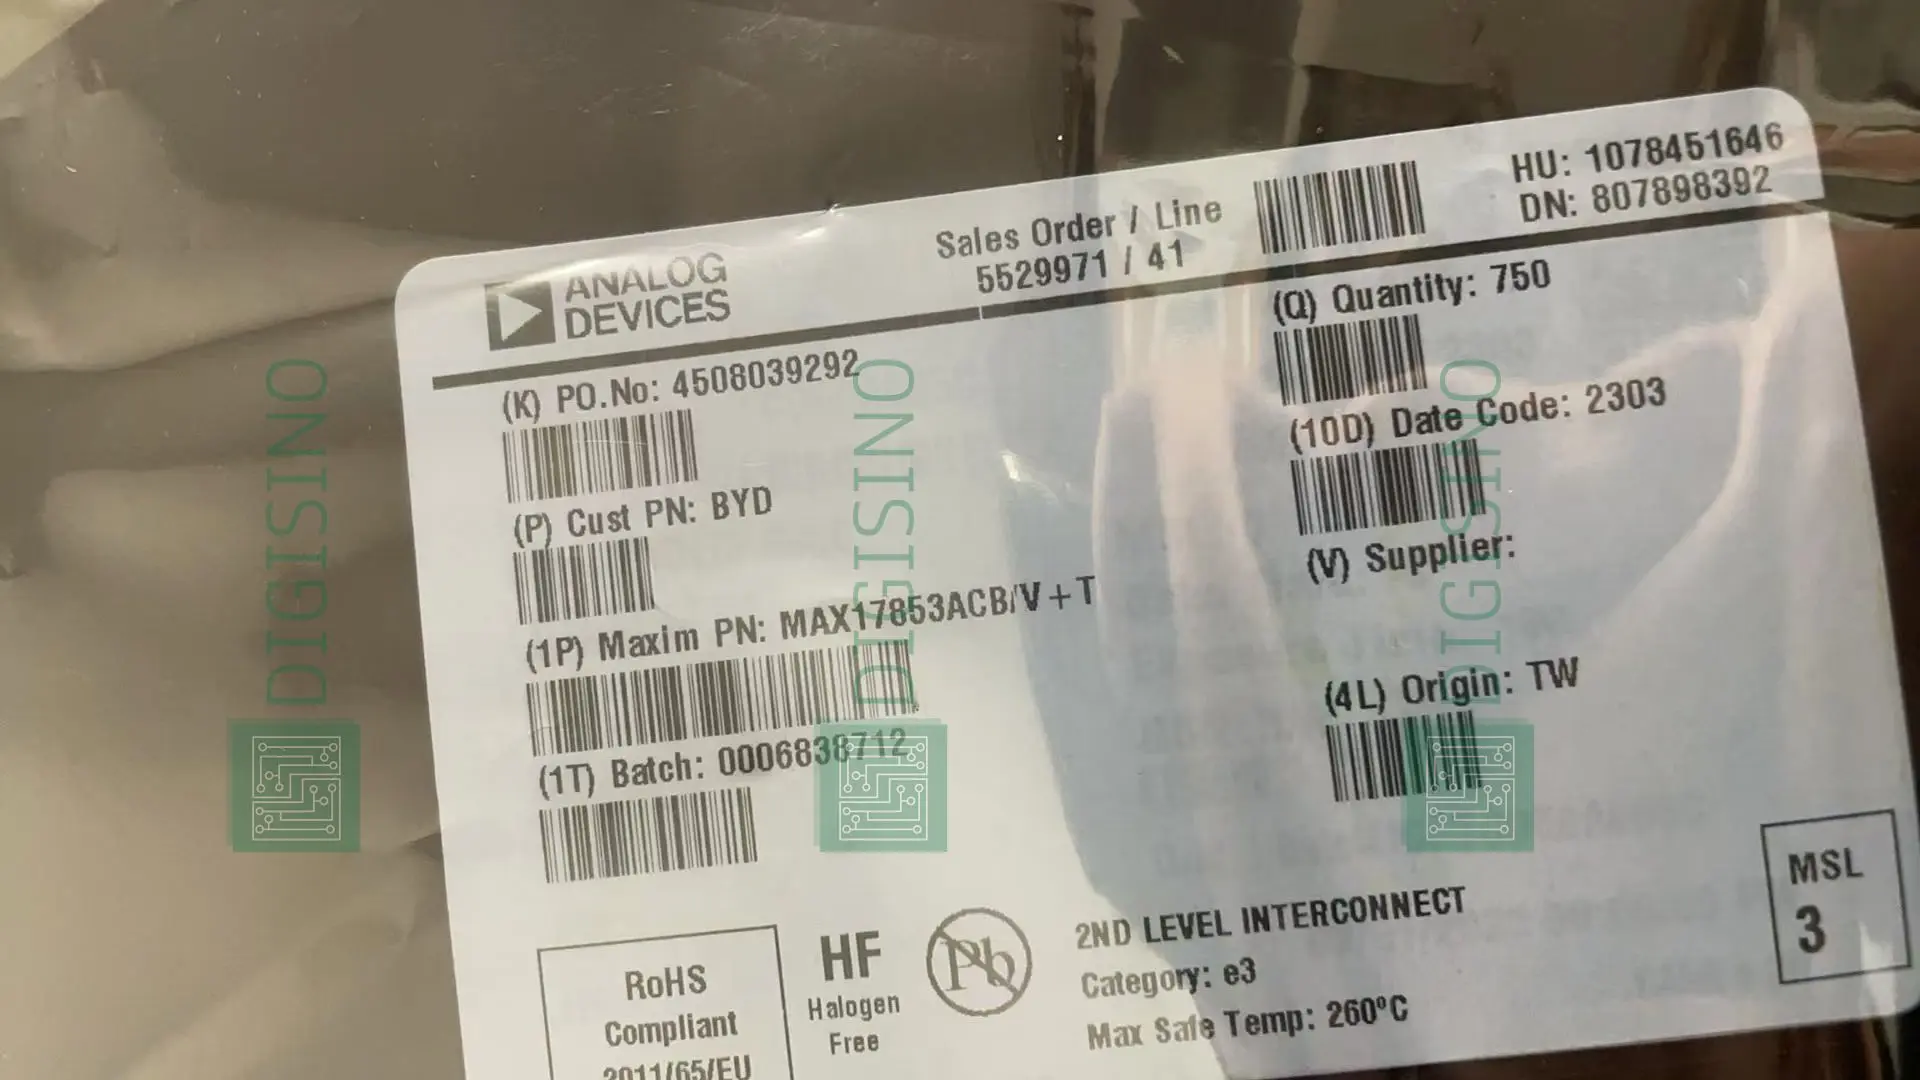 ANALOG
DEVICES
Sales Order / Line
5529971 / 41
HU: 1078451646
DN: 807898392
(K) PO.No: 4508039292
(P) Cust PN: BYD
(1P) Maxim PN: MAX17853ACB/V+T
(1T) Batch: 0006838712
(Q) Quantity: 750
(10D) Date Code: 2303
(V) Supplier:
(4L) Origin: TW
RoHS
Compliant
2011/65/EU
HF
Halogen
Free
Pb
2ND LEVEL INTERCONNECT
Category: e3
Max Safe Temp: 260ºC
MSL
3
DIGISINO
DIGISINO
DIGISINO